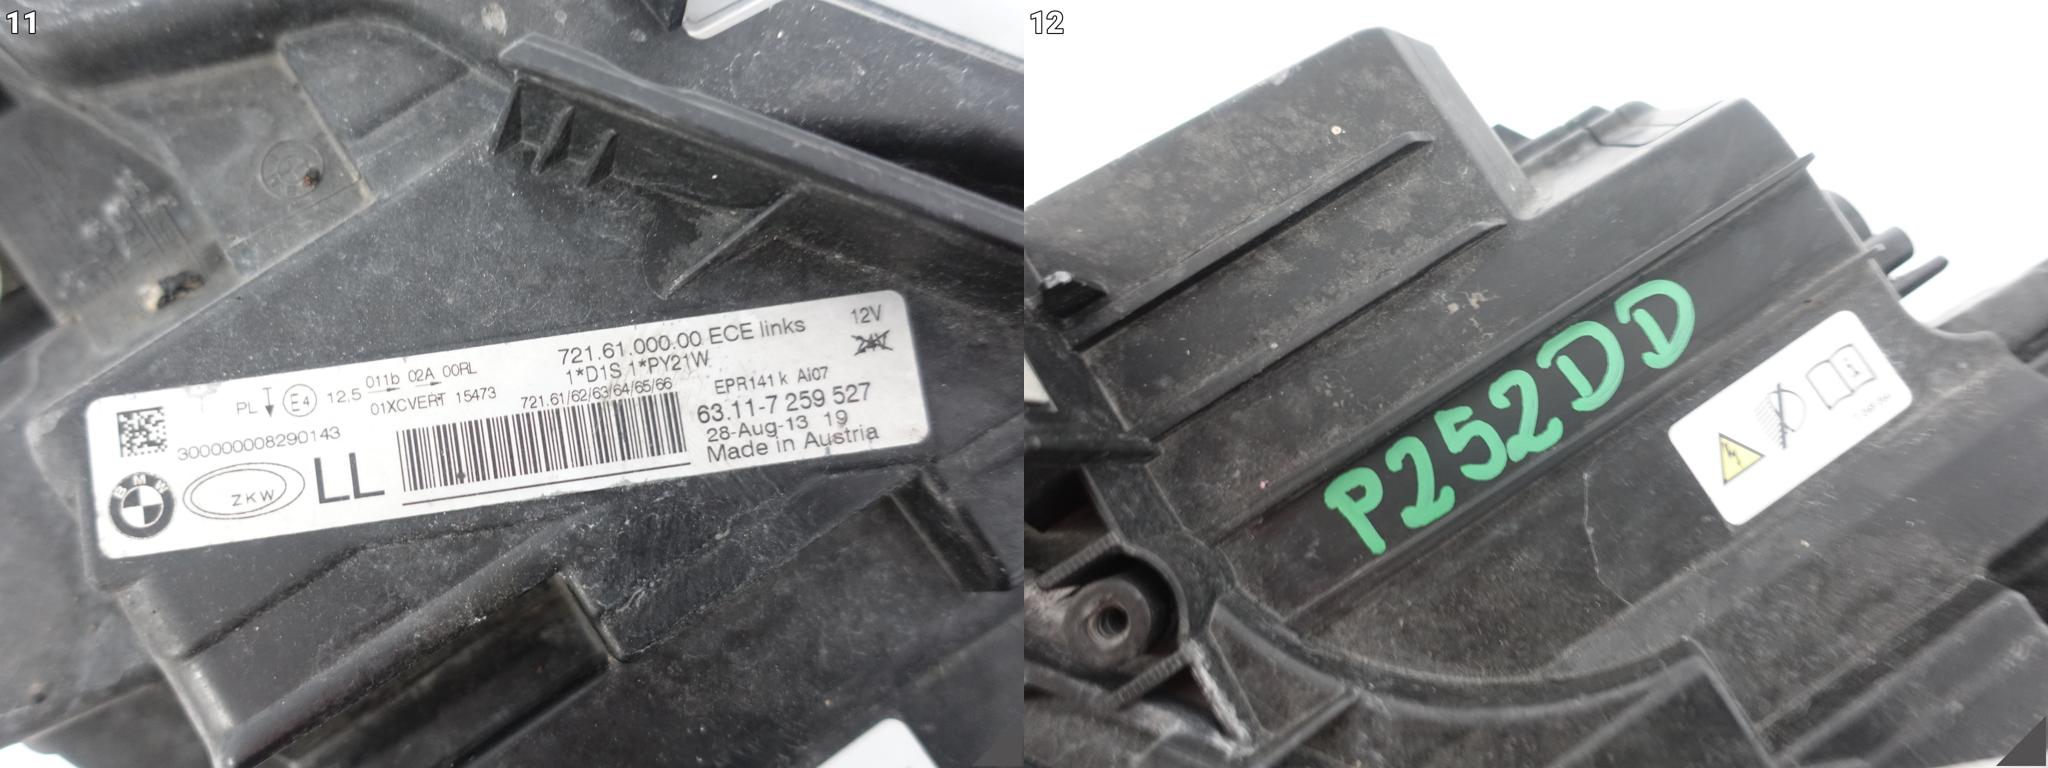 11
721.61.000.00 ECE links
12V
24V
1*D1S 1*PY21W
PL E4 12,5 011b 02A 00RL
01XCVERT 15473
721.61/62/63/64/65/66
EPR141 k Ai07
63.11-7 259 527
28-Aug-13 19
Made in Austria
300000008290143
BMW
ZKW
LL
12
P252DD